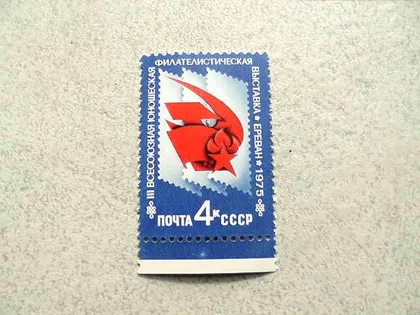 III ВСЕСОЮЗНАЯ ЮНОШЕСКАЯ
ФИЛАТЕЛИСТИЧЕСКАЯ
ВЫСТАВКА ★ ЕРЕВАН ★ 1975
ПОЧТА 4К СССР